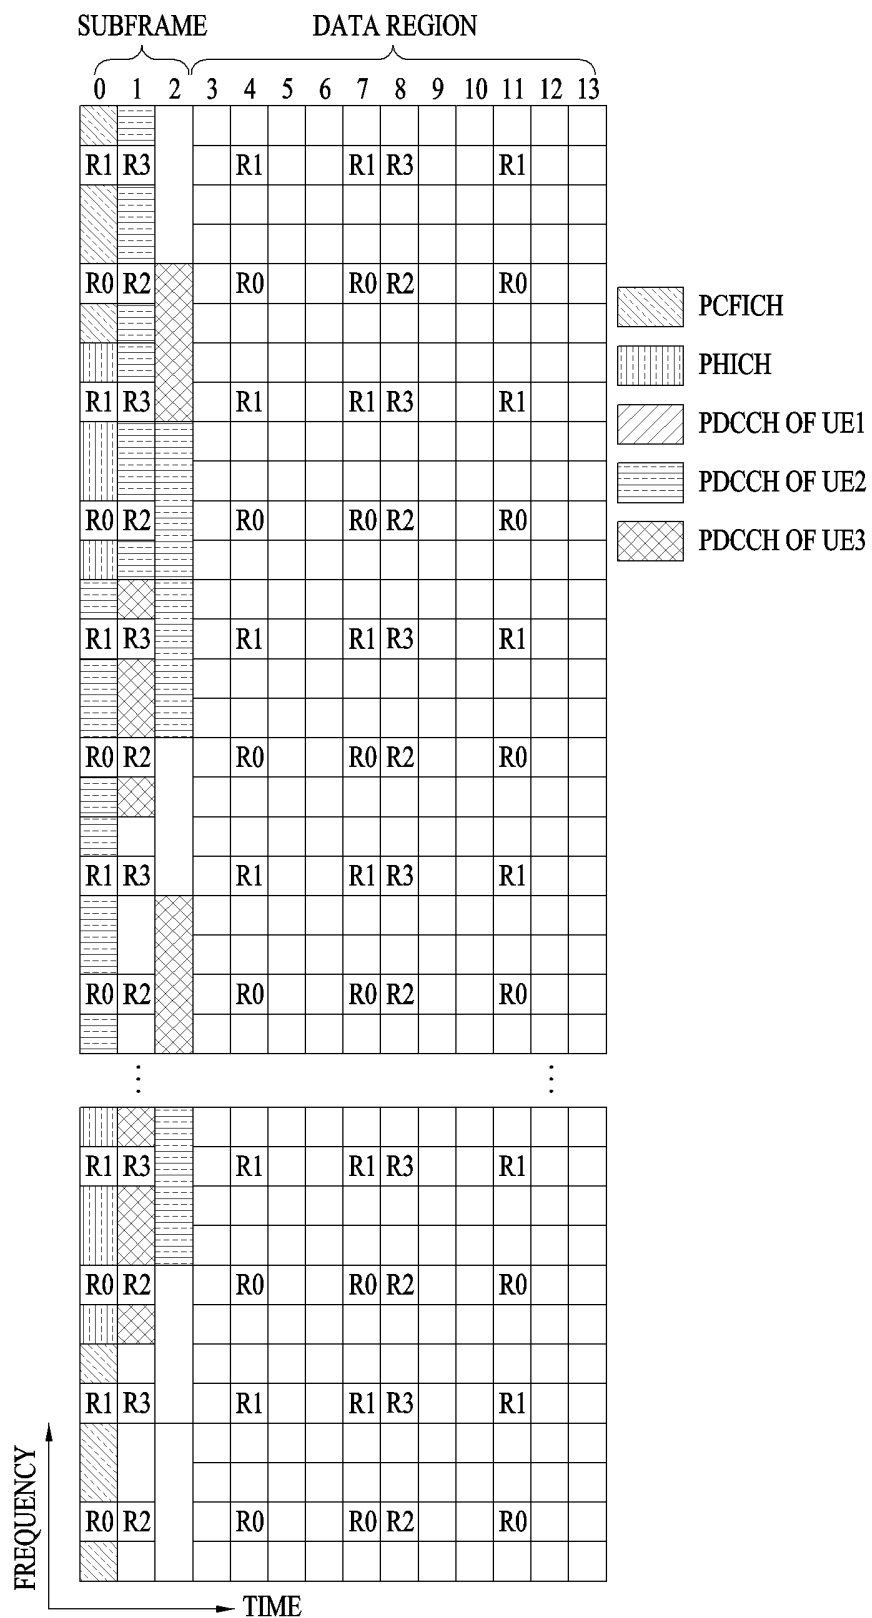 SUBFRAME DATA REGION
0 1 2 3 4 5 6 7 8 9 10 11 12 13
R1 R3 R1 R1 R3 R1
R0 R2 R0 R0 R2 R0
PCFICH
PHICH
R1 R3 R1 R1 R3 R1
PDCCH OF UE1
PDCCH OF UE2
R0 R2 R0 R0 R2 R0
PDCCH OF UE3
R1 R3 R1 R1 R3 R1
R0 R2 R0 R0 R2 R0
R1 R3 R1 R1 R3 R1
R0 R2 R0 R0 R2 R0
R1 R3 R1 R1 R3 R1
R0 R2 R0 R0 R2 R0
R1 R3 R1 R1 R3 R1
R0 R2 R0 R0 R2 R0
FREQUENCY
TIME